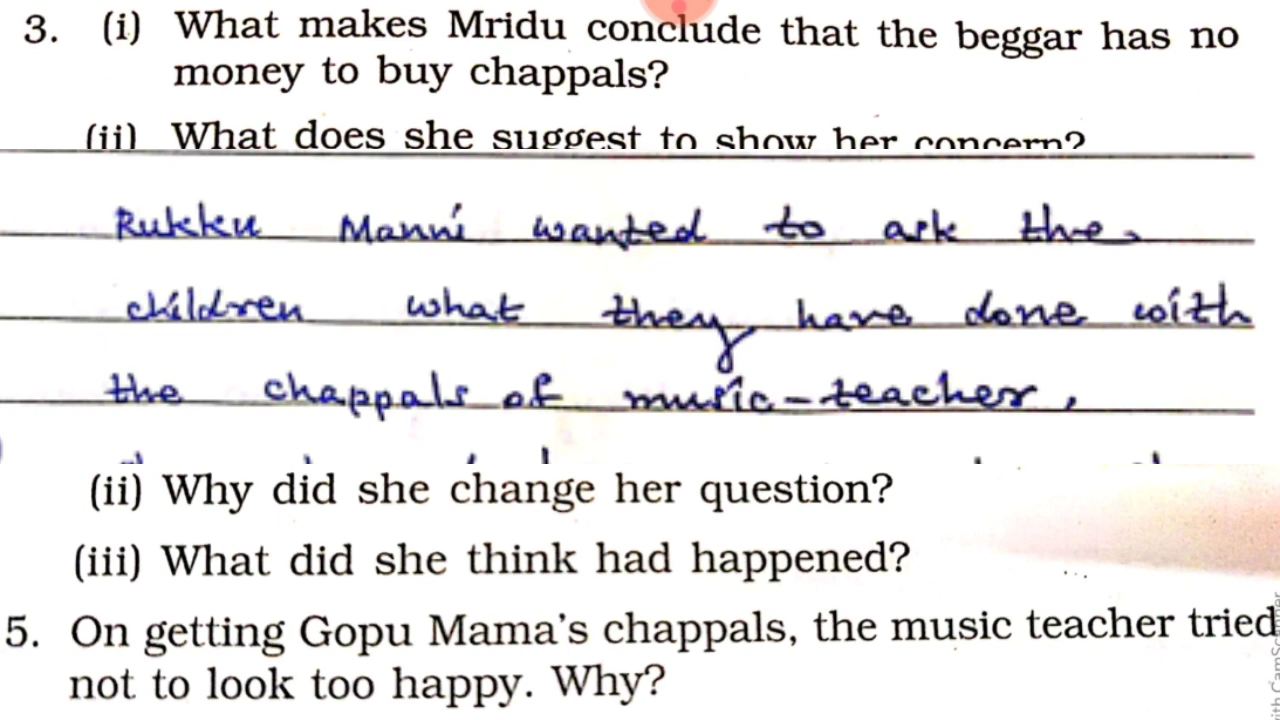 3. (i) What makes Mridu conclude that the beggar has no
money to buy chappals?
(ii) What does she suggest to show her concern?
Rukku Manni wanted to ask the
children what they have done with
the chappals of music-teacher,
(ii) Why did she change her question?
(iii) What did she think had happened?
5. On getting Gopu Mama's chappals, the music teacher tried
not to look too happy. Why?